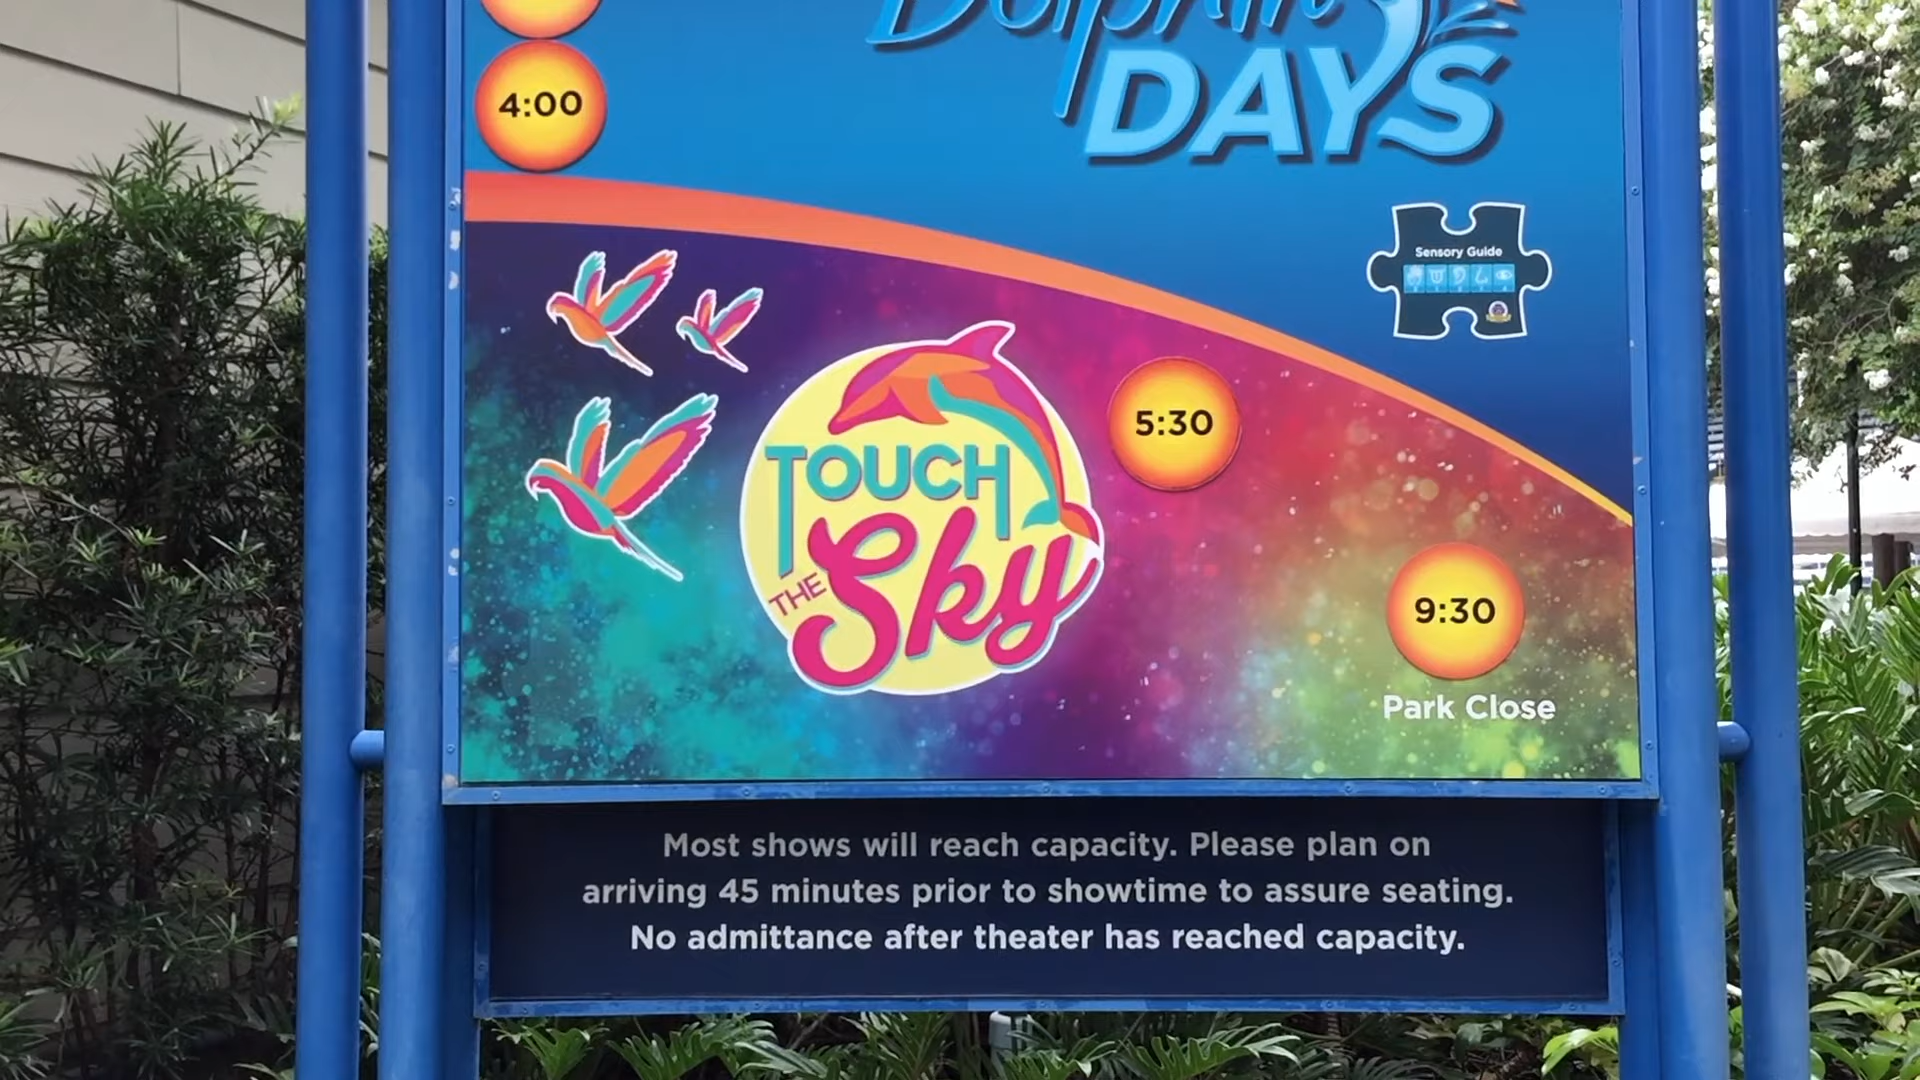 Dolphin
DAYS
4:00
Sensory Guide
TOUCH
THE
Sky
5:30
9:30
Park Close
Most shows will reach capacity. Please plan on
arriving 45 minutes prior to showtime to assure seating.
No admittance after theater has reached capacity.